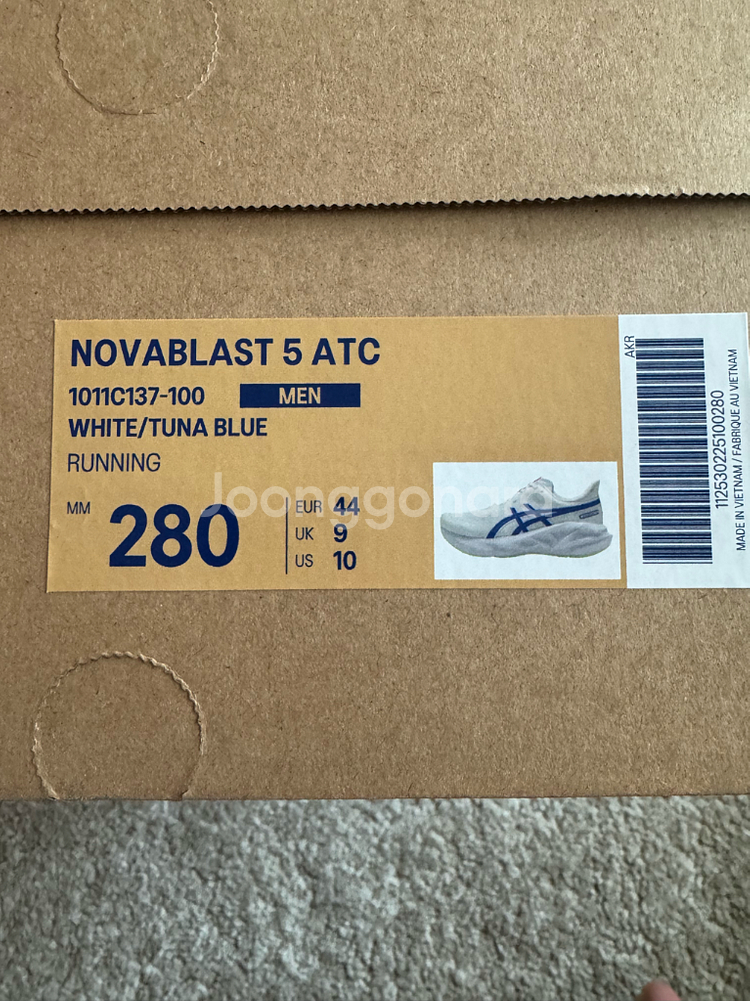 NOVABLAST 5 ATC
1011C137-100 MEN
WHITE/TUNA BLUE
RUNNING
MM 280
EUR 44
UK 9
US 10
Joonggonara
AKR
112530225100280
MADE IN VIETNAM / FABRIQUE AU VIETNAM